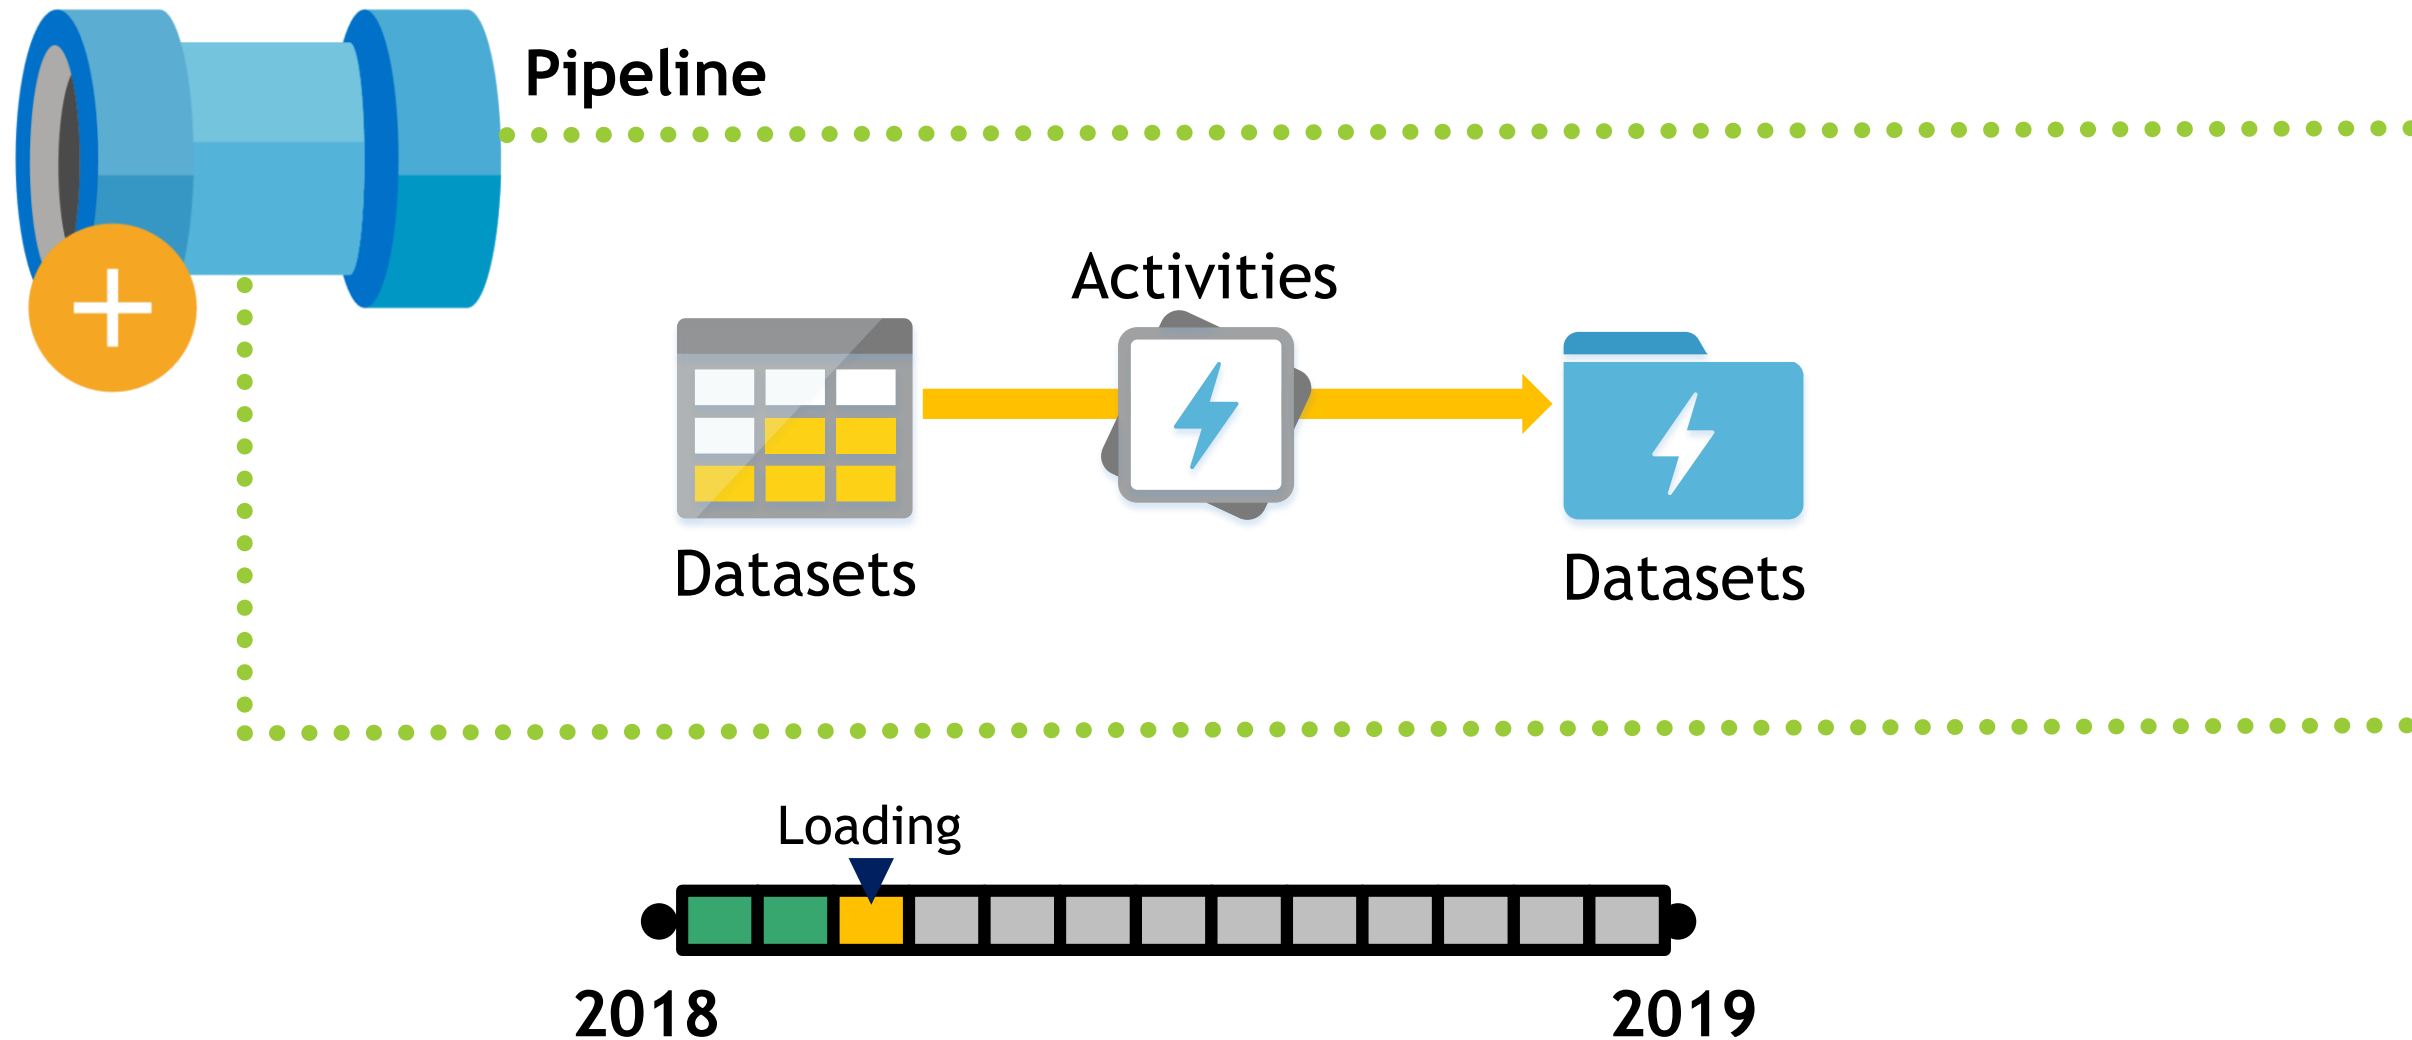 Pipeline
Activities
Datasets
Datasets
Loading
2018
2019